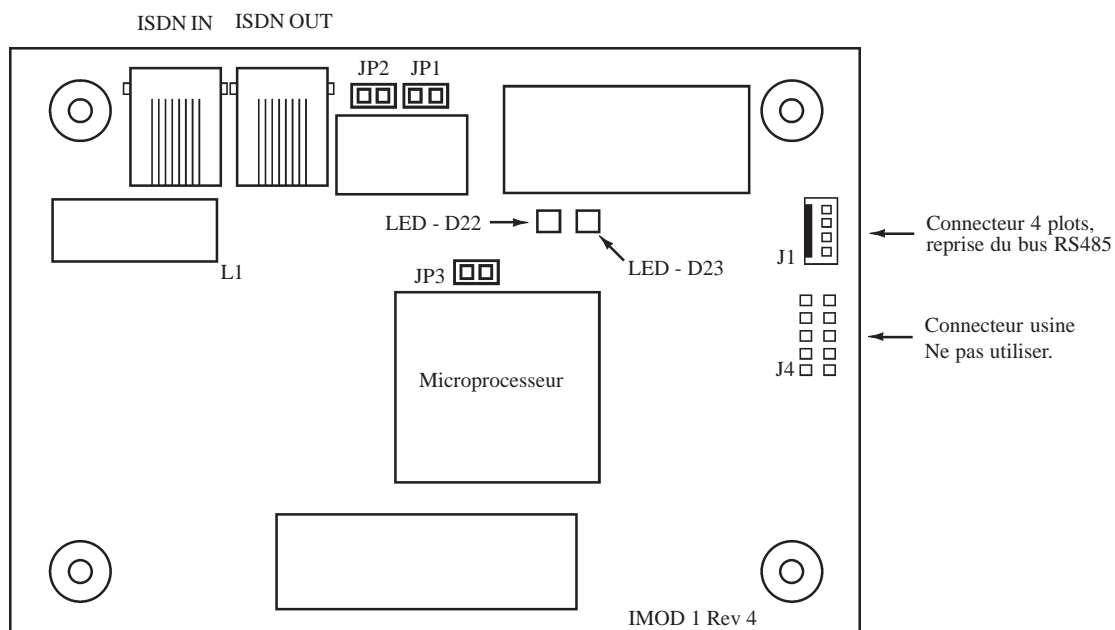 ISDN IN
ISDN OUT
JP2
JP1
LED - D22
LED - D23
L1
JP3
J1
Connecteur 4 plots,
reprise du bus RS485
J4
Connecteur usine
Ne pas utiliser.
Microprocesseur
IMOD 1 Rev 4